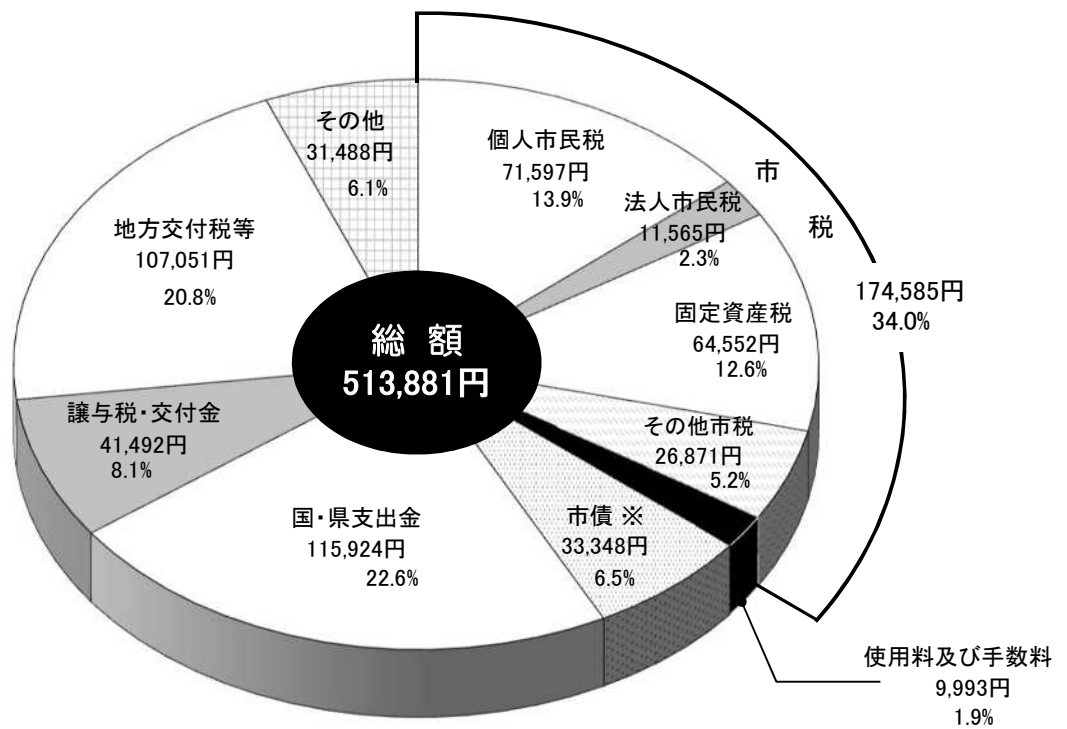 個人市民税
71,597円
13.9%
法人市民税
11,565円
2.3%
市
税
174,585円
34.0%
固定資産税
64,552円
12.6%
その他市税
26,871円
5.2%
使用料及び手数料
9,993円
1.9%
市債 ※
33,348円
6.5%
国・県支出金
115,924円
22.6%
譲与税・交付金
41,492円
8.1%
地方交付税等
107,051円
20.8%
その他
31,488円
6.1%
総 額
513,881円